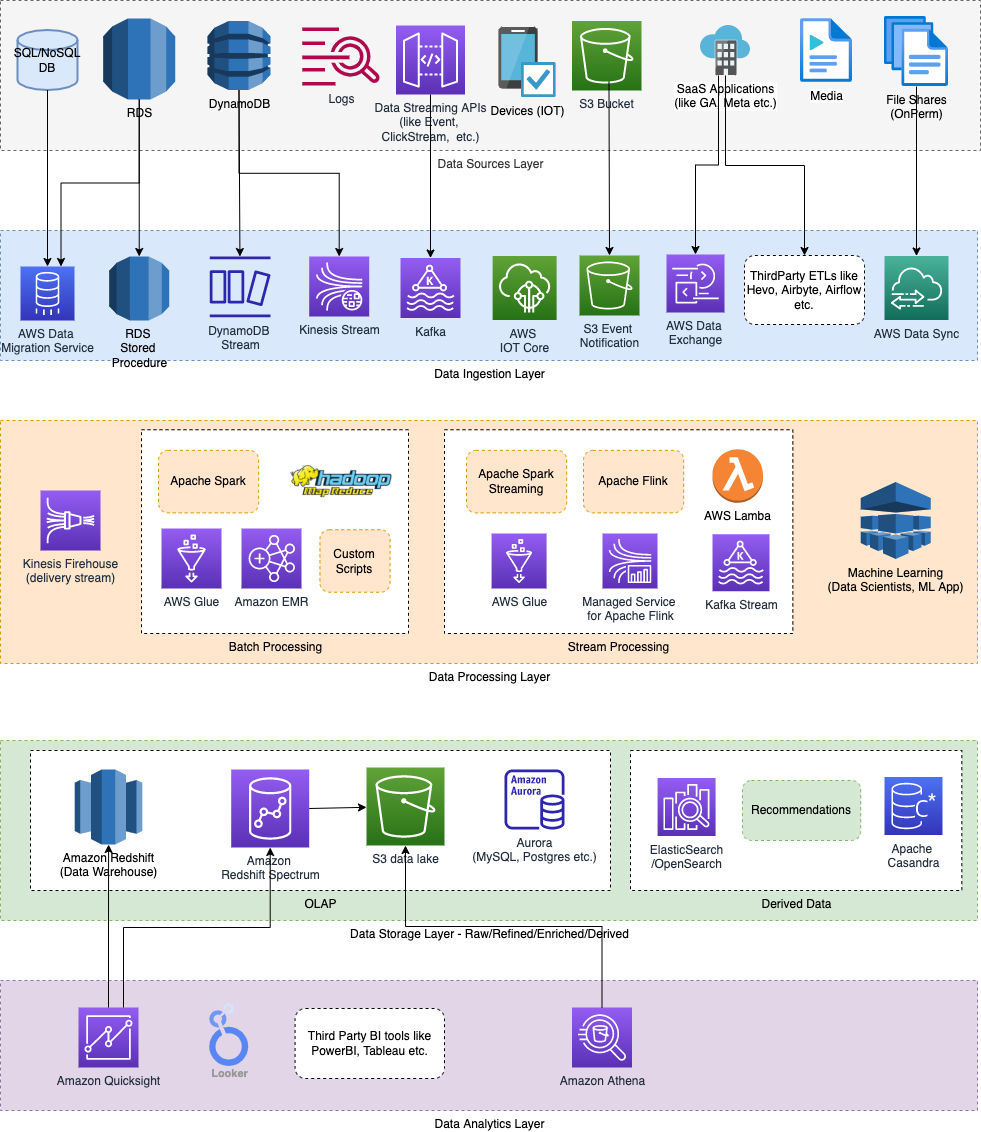 SQL/NoSQL
DB
RDS
DynamoDB
Logs
Data Streaming APIs
(like Event,
ClickStream, etc.)
Devices (IOT)
S3 Bucket
SaaS Applications
(like GA, Meta etc.)
Media
File Shares
(OnPerm)
Data Sources Layer
AWS Data
Migration Service
RDS
Stored
Procedure
DynamoDB
Stream
Kinesis Stream
K
Kafka
AWS
IOT Core
S3 Event
Notification
AWS Data
Exchange
ThirdParty ETLs like
Hevo, Airbyte, Airflow
etc.
AWS Data Sync
Data Ingestion Layer
Kinesis Firehouse
(delivery stream)
Apache Spark
hadoop
Map Reduce
AWS Glue
Amazon EMR
Custom
Scripts
Batch Processing
Apache Spark
Streaming
Apache Flink
AWS Lamba
AWS Glue
Managed Service
for Apache Flink
K
Kafka Stream
Stream Processing
Machine Learning
(Data Scientists, ML App)
Data Processing Layer
Amazon Redshift
(Data Warehouse)
Amazon
Redshift Spectrum
S3 data lake
Amazon
Aurora
Aurora
(MySQL, Postgres etc.)
OLAP
ElasticSearch
/OpenSearch
Recommendations
C*
Apache
Casandra
Derived Data
Data Storage Layer - Raw/Refined/Enriched/Derived
Amazon Quicksight
Looker
Third Party BI tools like
PowerBI, Tableau etc.
Amazon Athena
Data Analytics Layer